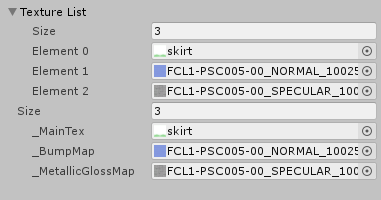 Texture List
Size 3
Element 0 skirt
Element 1 FCL1-PSC005-00_NORMAL_10025
Element 2 FCL1-PSC005-00_SPECULAR_100
Size 3
_MainTex skirt
_BumpMap FCL1-PSC005-00_NORMAL_10025
_MetallicGlossMap FCL1-PSC005-00_SPECULAR_100